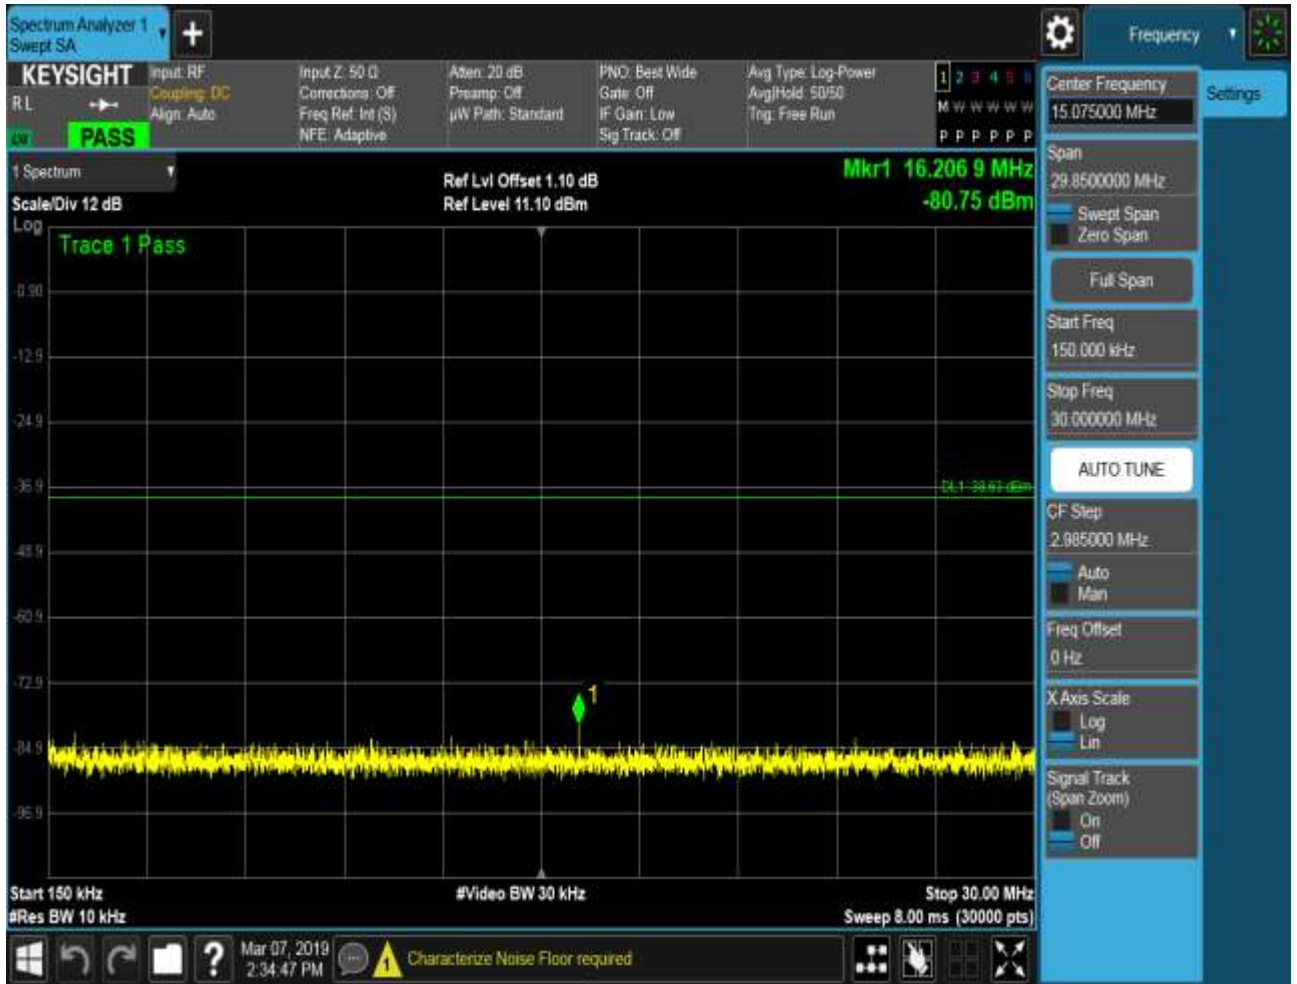 Spectrum Analyzer 1
Swept SA
+
Frequency
KEYSIGHT
R L
PASS
Input: RF
Coupling: DC
Align: Auto
Input Z: 50 Ω
Corrections: Off
Freq Ref: Int (S)
NFE: Adaptive
Atten: 20 dB
Preamp: Off
µW Path: Standard
PNO: Best Wide
Gate: Off
IF Gain: Low
Sig Track: Off
Avg Type: Log-Power
Avg|Hold: 50/50
Trig: Free Run
1 2 3 4 5 6
M W W W W W
P P P P P P
1 Spectrum
Scale/Div 12 dB
Log
Ref Lvl Offset 1.10 dB
Ref Level 11.10 dBm
Mkr1 16.206 9 MHz
-80.75 dBm
Trace 1 Pass
-0.90
-12.9
-24.9
-36.9
DL1 -38.63 dBm
-48.9
-60.9
-72.9
1
-84.9
-96.9
Start 150 kHz
#Video BW 30 kHz
Stop 30.00 MHz
#Res BW 10 kHz
Sweep 8.00 ms (30000 pts)
Center Frequency
15.075000 MHz
Settings
Span
29.8500000 MHz
Swept Span
Zero Span
Full Span
Start Freq
150.000 kHz
Stop Freq
30.000000 MHz
AUTO TUNE
CF Step
2.985000 MHz
Auto
Man
Freq Offset
0 Hz
X Axis Scale
Log
Lin
Signal Track
(Span Zoom)
On
Off
?
Mar 07, 2019
2:34:47 PM
1
Characterize Noise Floor required